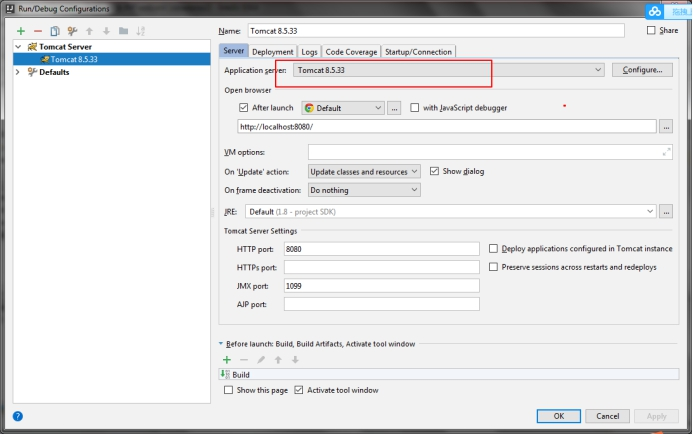 Run/Debug Configurations
Name: Tomcat 8.5.33 Share
Tomcat Server
Tomcat 8.5.33
Defaults
Server Deployment Logs Code Coverage Startup/Connection
Application server: Tomcat 8.5.33 Configure...
Open browser
After launch Default ... with JavaScript debugger
http://localhost:8080/ ...
VM options:
On 'Update' action: Update classes and resources Show dialog
On frame deactivation: Do nothing
JRE: Default (1.8 - project SDK) ...
Tomcat Server Settings
HTTP port: 8080 Deploy applications configured in Tomcat instance
HTTPs port: Preserve sessions across restarts and redeploys
JMX port: 1099
AJP port:
Before launch: Build, Build Artifacts, Activate tool window
Build
Show this page Activate tool window
? OK Cancel Apply